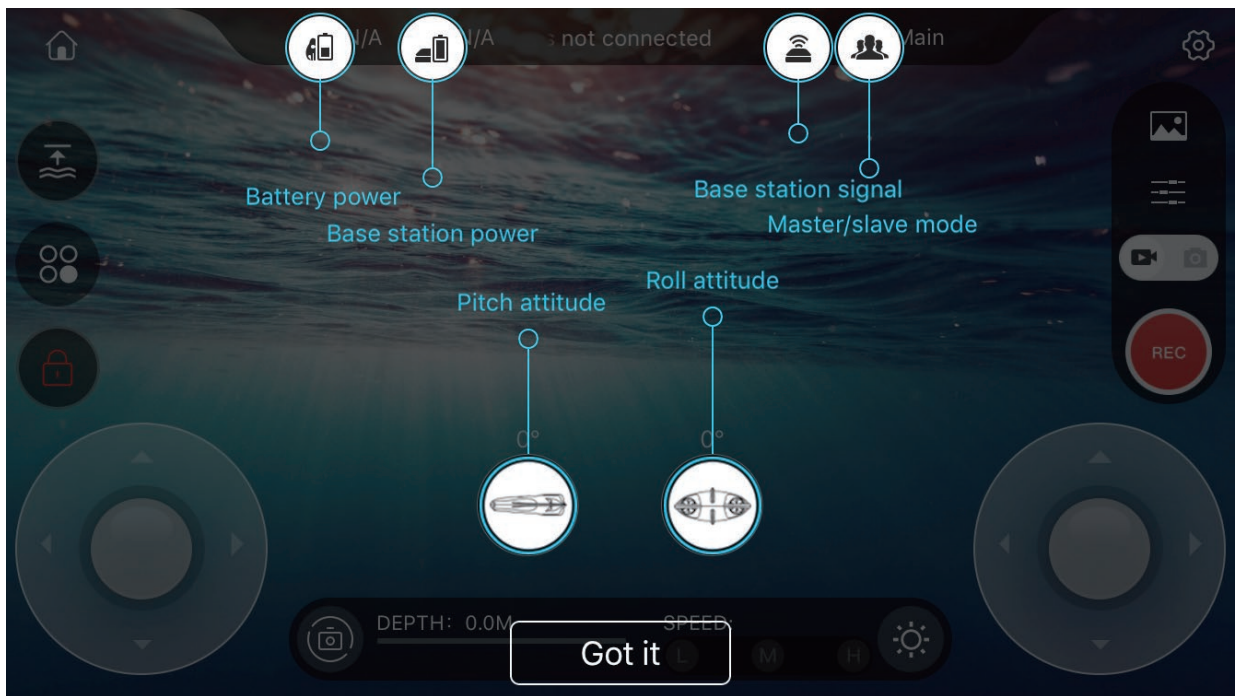 N/A
N/A
s not connected
Main
Battery power
Base station power
Base station signal
Master/slave mode
Pitch attitude
Roll attitude
REC
0°
0°
DEPTH: 0.0M
SPEED:
L
M
H
Got it